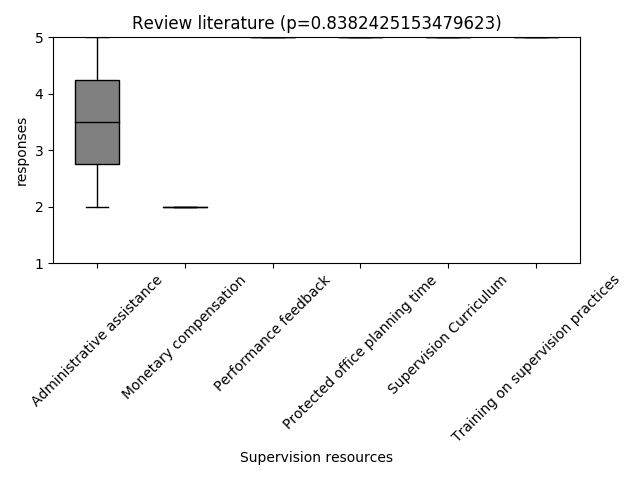 Review literature (p=0.8382425153479623)
responses
5
4
3
2
1
Administrative assistance
Monetary compensation
Performance feedback
Protected office planning time
Supervision Curriculum
Training on supervision practices
Supervision resources